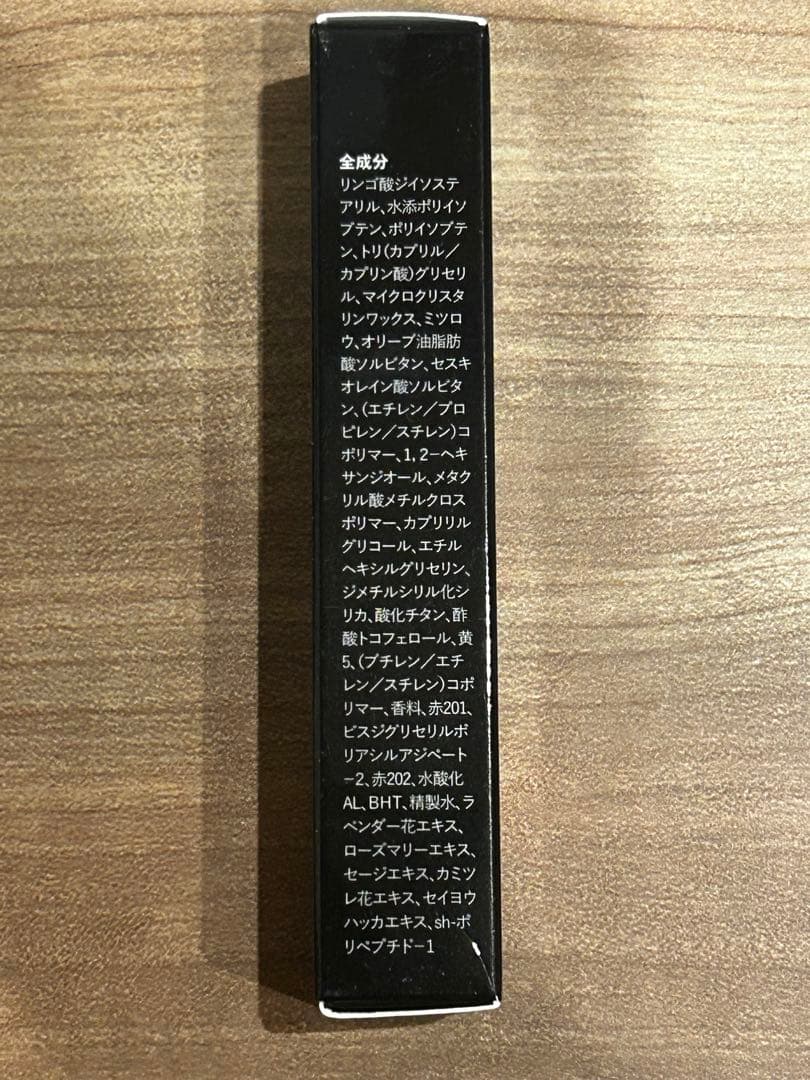 全成分
リンゴ酸ジイソステ
アリル、水添ポリイソ
ブテン、ポリイソブテ
ン、トリ(カプリル／
カプリン酸)グリセリ
ル、マイクロクリスタ
リンワックス、ミツロ
ウ、オリーブ油脂肪
酸ソルビタン、セスキ
オレイン酸ソルビタ
ン、(エチレン／プロ
ピレン／スチレン)コ
ポリマー、1,2-ヘキ
サンジオール、メタク
リル酸メチルクロス
ポリマー、カプリリル
グリコール、エチル
ヘキシルグリセリン、
ジメチルシリル化シ
リカ、酸化チタン、酢
酸トコフェロール、黄
5、(ブチレン／エチ
レン／スチレン)コポ
リマー、香料、赤201、
ビスジグリセリルポ
リアシルアジペート
-2、赤202、水酸化
AL、BHT、精製水、ラ
ベンダー花エキス、
ローズマリーエキス、
セージエキス、カミツ
レ花エキス、セイヨウ
ハッカエキス、sh-ポ
リペプチド-1